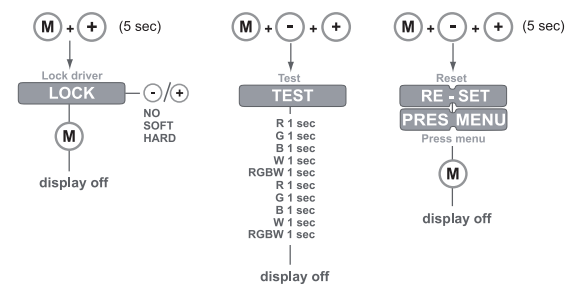 M + + (5 sec)
Lock driver
LOCK
- / +
NO
SOFT
HARD
M
display off
M + - + +
Test
TEST
R 1 sec
G 1 sec
B 1 sec
W 1 sec
RGBW 1 sec
R 1 sec
G 1 sec
B 1 sec
W 1 sec
RGBW 1 sec
display off
M + - + + (5 sec)
Reset
RE - SET
PRES MENU
Press menu
M
display off